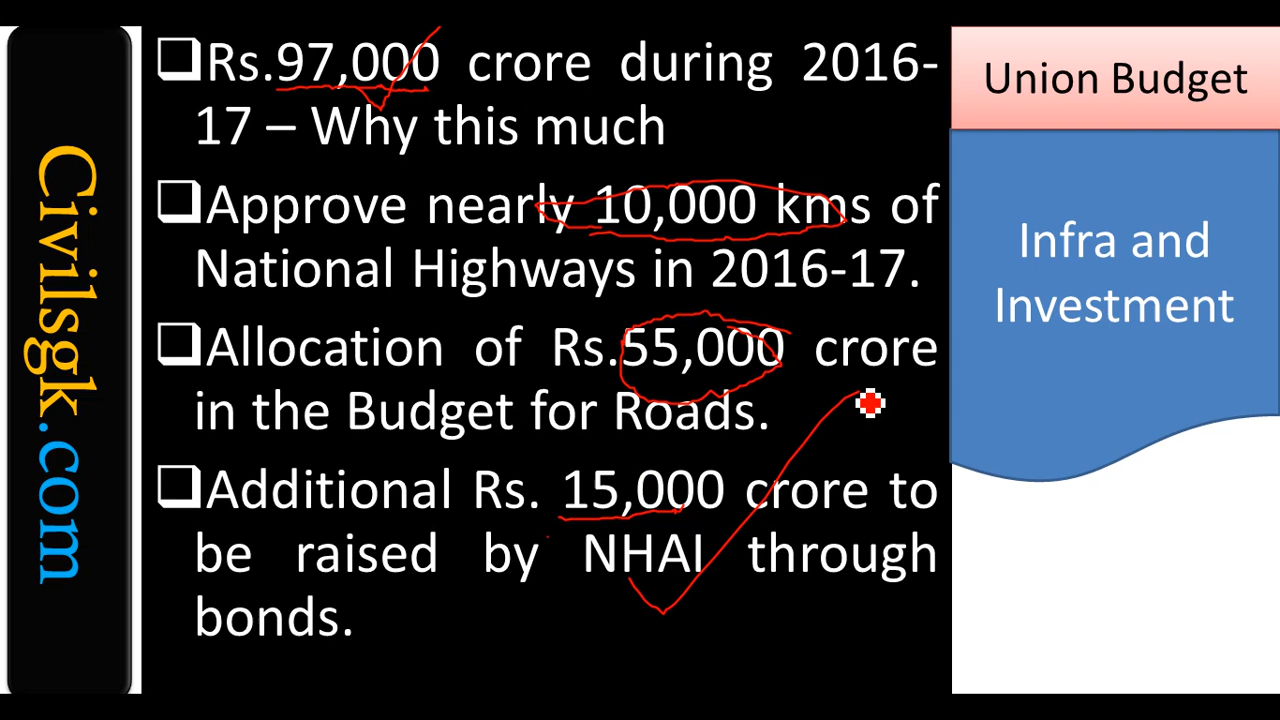 Civilsgk.com
Rs.97,000 crore during 2016-
17 – Why this much
Approve nearly 10,000 kms of
National Highways in 2016-17.
Allocation of Rs.55,000 crore
in the Budget for Roads.
Additional Rs. 15,000 crore to
be raised by NHAI through
bonds.
Union Budget
Infra and
Investment